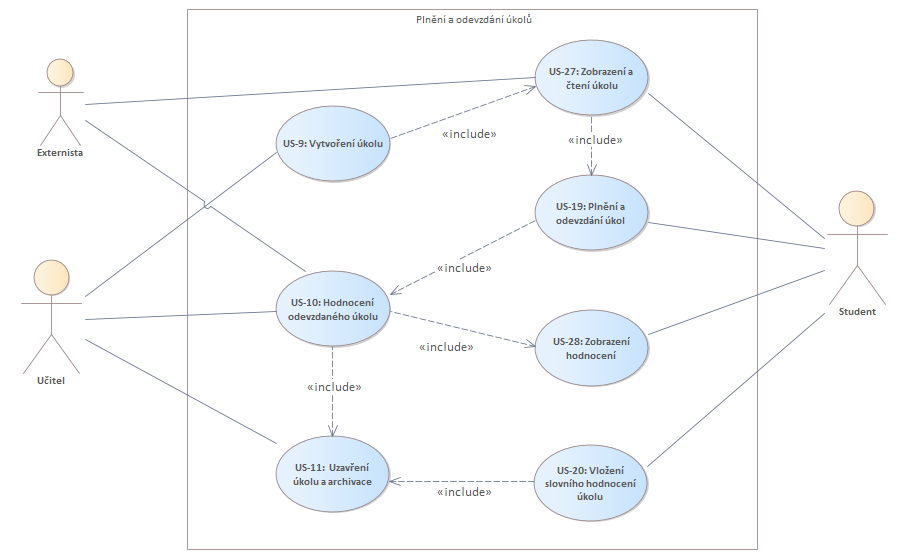 Plnění a odevzdání úkolů
US-27: Zobrazení a
čtení úkolu
Externista
US-9: Vytvoření úkolu
«include»
«include»
US-19: Plnění a
odevzdání úkol
«include»
Učitel
US-10: Hodnocení
odevzdaného úkolu
Student
«include»
US-28: Zobrazení
hodnocení
«include»
US-11: Uzavření
úkolu a archivace
«include»
US-20: Vložení
slovního hodnocení
úkolu